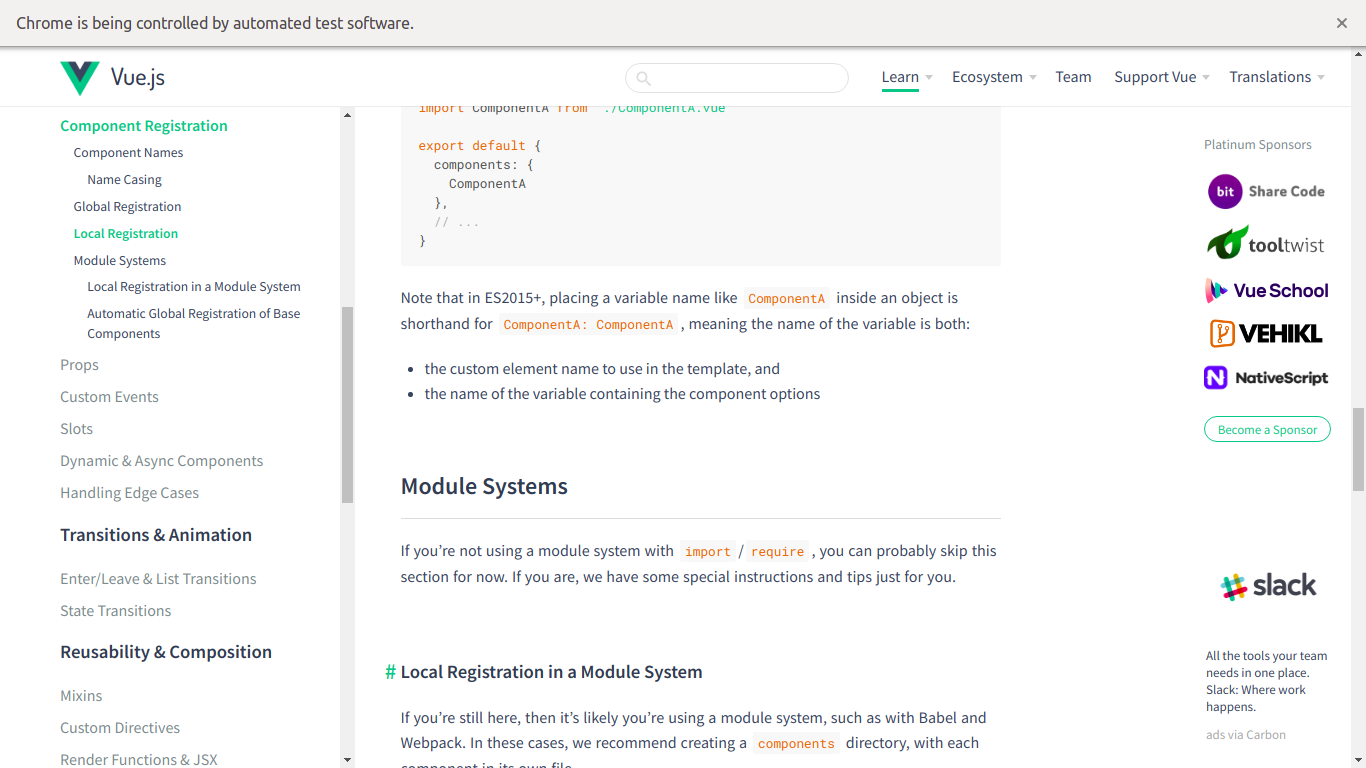 Chrome is being controlled by automated test software.
Vue.js
Learn
Ecosystem
Team
Support Vue
Translations
Component Registration
Component Names
Name Casing
Global Registration
Local Registration
Module Systems
Local Registration in a Module System
Automatic Global Registration of Base
Components
Props
Custom Events
Slots
Dynamic & Async Components
Handling Edge Cases
Transitions & Animation
Enter/Leave & List Transitions
State Transitions
Reusability & Composition
Mixins
Custom Directives
Render Functions & JSX
import ComponentA from './ComponentA.vue'
export default {
components: {
ComponentA
},
// ...
}
Note that in ES2015+, placing a variable name like ComponentA inside an object is
shorthand for ComponentA: ComponentA , meaning the name of the variable is both:
• the custom element name to use in the template, and
• the name of the variable containing the component options
Module Systems
If you’re not using a module system with import / require , you can probably skip this
section for now. If you are, we have some special instructions and tips just for you.
# Local Registration in a Module System
If you’re still here, then it’s likely you’re using a module system, such as with Babel and
Webpack. In these cases, we recommend creating a components directory, with each
component in its own file.
Platinum Sponsors
bit Share Code
tooltwist
Vue School
VEHIKL
NativeScript
Become a Sponsor
slack
All the tools your team
needs in one place.
Slack: Where work
happens.
ads via Carbon